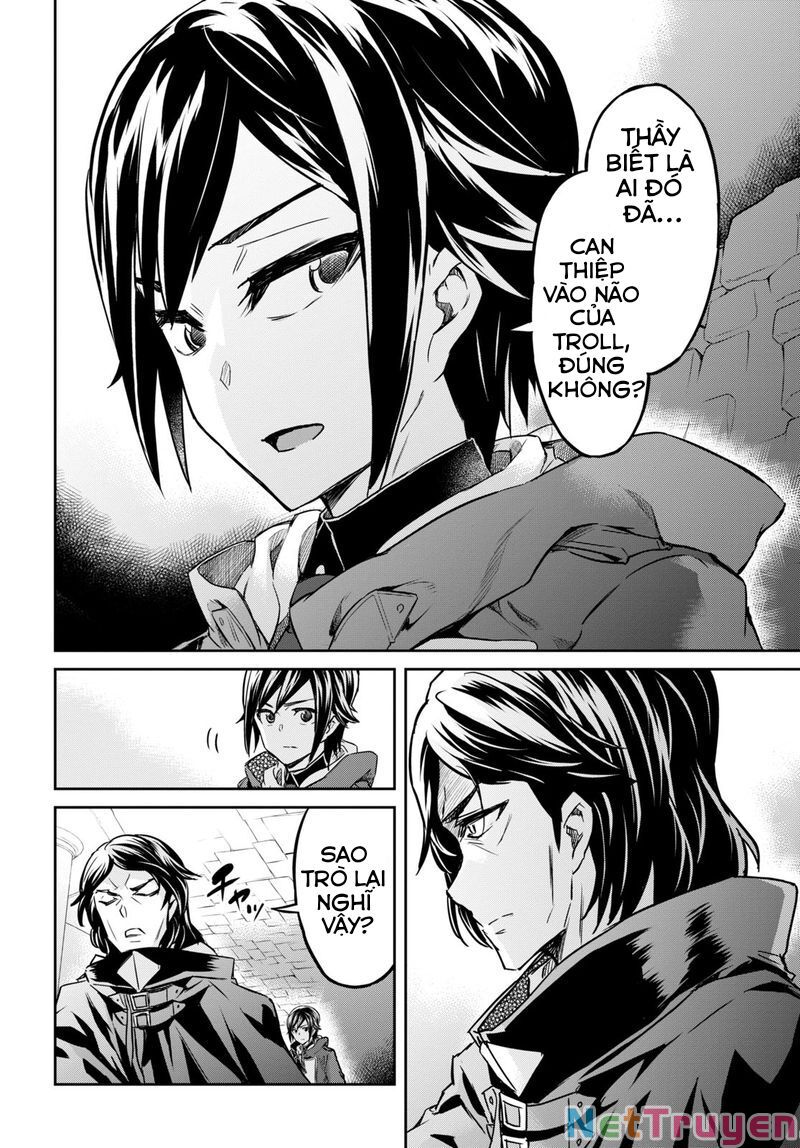 THẦY
BIẾT LÀ
AI ĐÓ
ĐÃ...
CAN
THIỆP
VÀO NÃO
CỦA
TROLL,
ĐÚNG
KHÔNG?
SAO
TRÒ LẠI
NGHĨ
VẬY?
チャッ
NetTruyen